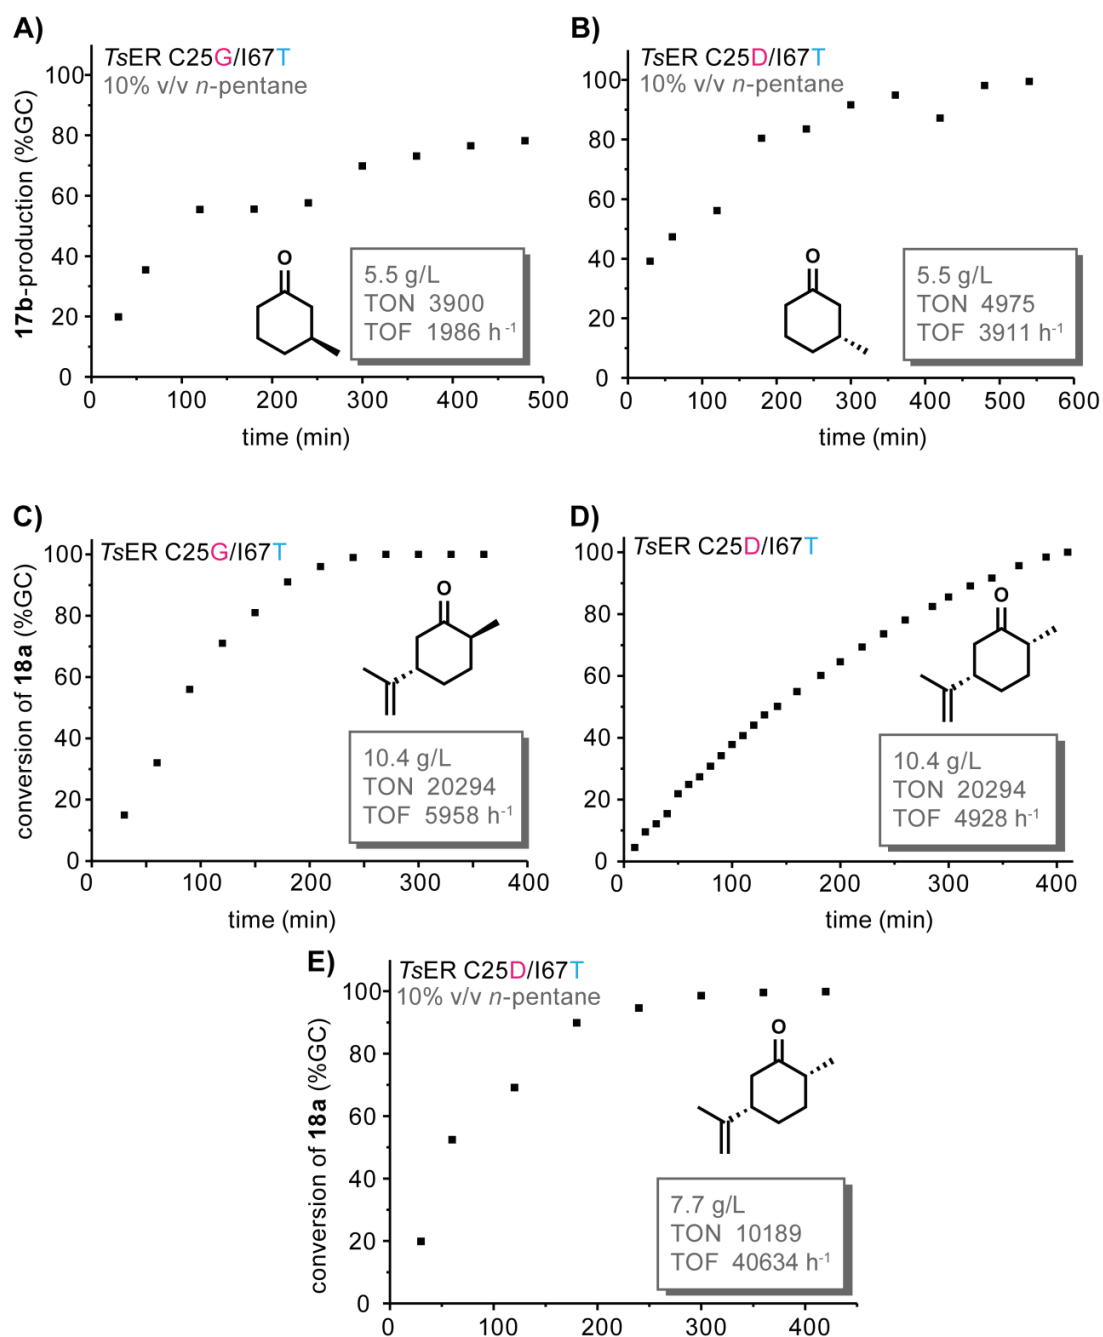 A)
TsER C25G/I67T
10% v/v n-pentane
17b-production (%GC)
100
80
60
40
20
0
O
5.5 g/L
TON 3900
TOF 1986 h⁻¹
0 100 200 300 400 500
time (min)
B)
TsER C25D/I67T
10% v/v n-pentane
100
80
60
40
20
0
O
5.5 g/L
TON 4975
TOF 3911 h⁻¹
0 100 200 300 400 500 600
time (min)
C)
TsER C25G/I67T
conversion of 18a (%GC)
100
80
60
40
20
0
O
10.4 g/L
TON 20294
TOF 5958 h⁻¹
0 100 200 300 400
time (min)
D)
TsER C25D/I67T
100
80
60
40
20
0
O
10.4 g/L
TON 20294
TOF 4928 h⁻¹
0 100 200 300 400
time (min)
E)
TsER C25D/I67T
10% v/v n-pentane
conversion of 18a (%GC)
100
80
60
40
20
0
O
7.7 g/L
TON 10189
TOF 40634 h⁻¹
0 100 200 300 400
time (min)